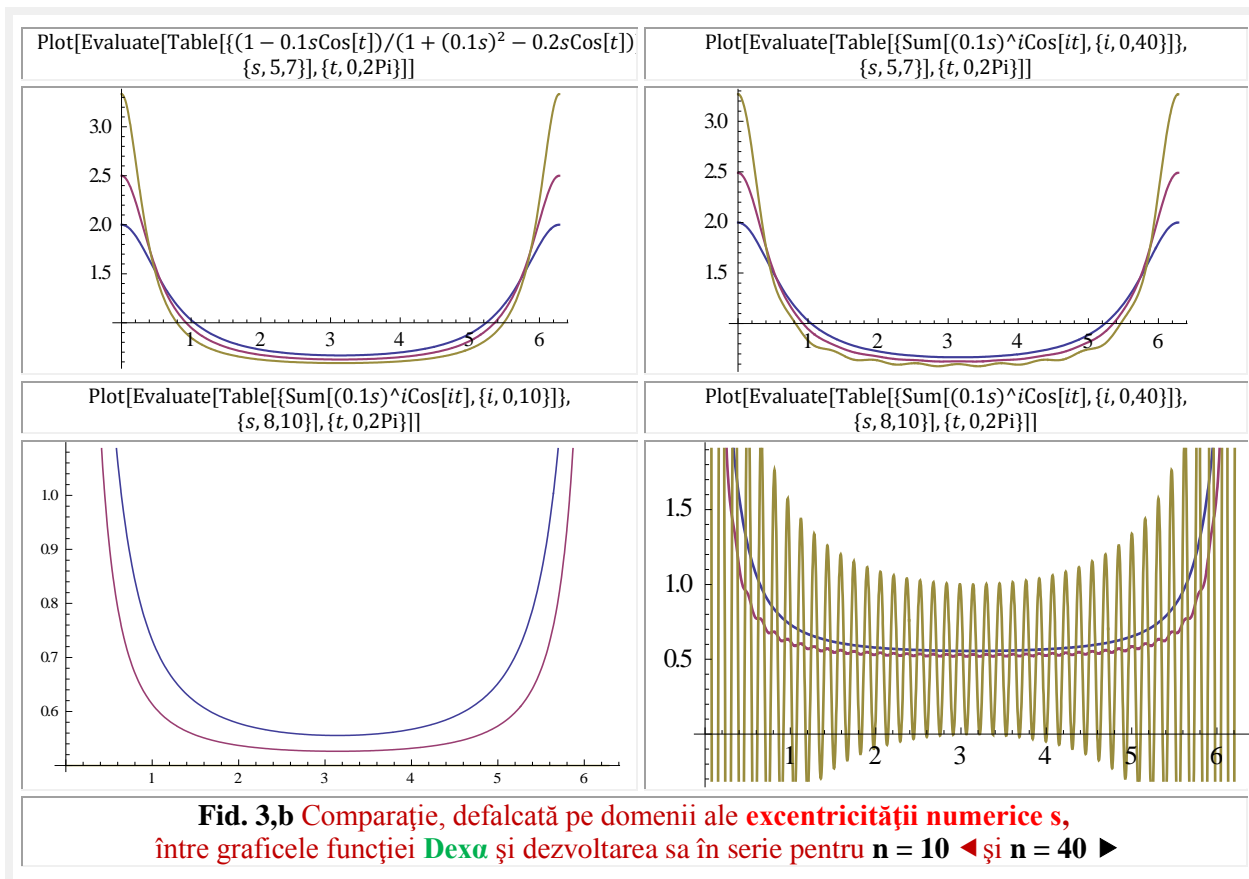 Plot[Evaluate[Table[{(1 − 0.1sCos[t])/(1 + (0.1s)² − 0.2sCos[t])
{s, 5,7}], {t, 0,2Pi}]]
Plot[Evaluate[Table[{Sum[(0.1s)^iCos[it], {i, 0,40}]},
{s, 5,7}], {t, 0,2Pi}]]
3.0
2.5
2.0
1.5
1 2 3 4 5 6
3.0
2.5
2.0
1.5
1 2 3 4 5 6
Plot[Evaluate[Table[{Sum[(0.1s)^iCos[it], {i, 0,10}]},
{s, 8,10}], {t, 0,2Pi}]]
Plot[Evaluate[Table[{Sum[(0.1s)^iCos[it], {i, 0,40}]},
{s, 8,10}], {t, 0,2Pi}]]
1.0
0.9
0.8
0.7
0.6
1 2 3 4 5 6
1.5
1.0
0.5
1 2 3 4 5 6
Fid. 3,b Comparaţie, defalcată pe domenii ale excentricităţii numerice s,
între graficele funcţiei Dexα şi dezvoltarea sa în serie pentru n = 10 ◄ şi n = 40 ►